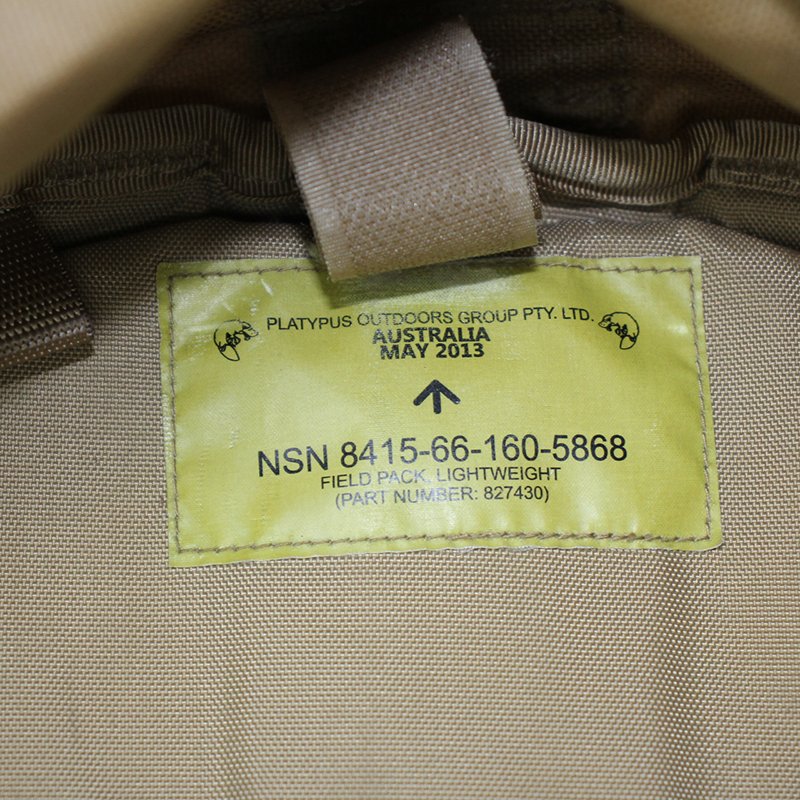 PLATYPUS OUTDOORS GROUP PTY. LTD.
AUSTRALIA
MAY 2013
NSN 8415-66-160-5868
FIELD PACK, LIGHTWEIGHT
(PART NUMBER: 827430)